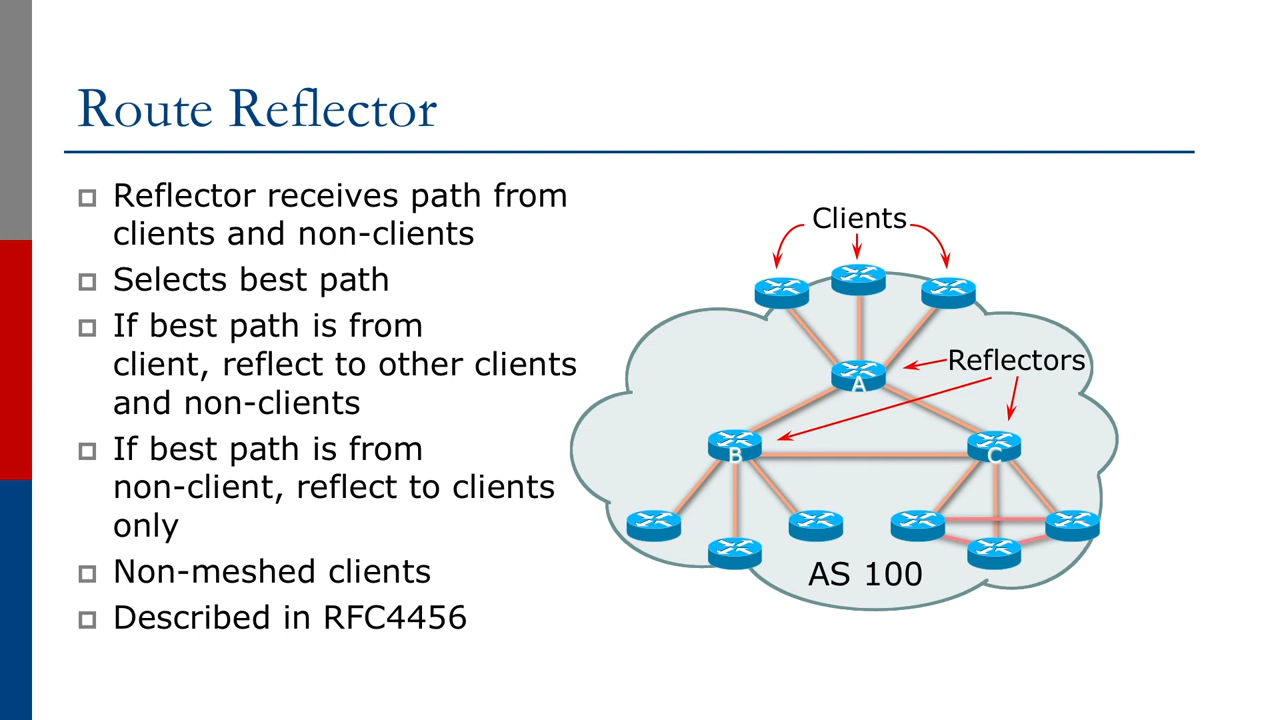 Route Reflector
Reflector receives path from
clients and non-clients
Selects best path
If best path is from
client, reflect to other clients
and non-clients
If best path is from
non-client, reflect to clients
only
Non-meshed clients
Described in RFC4456
Clients
Reflectors
A
B
C
AS 100